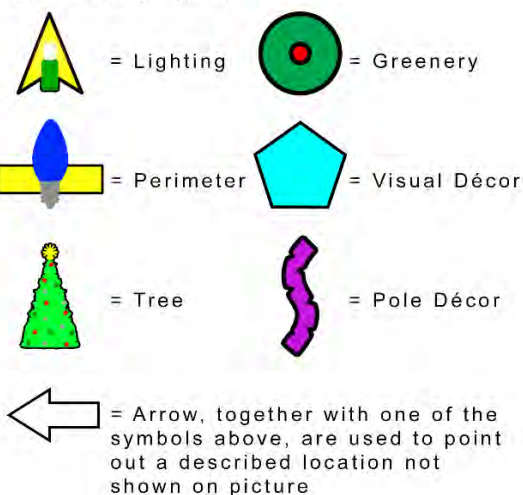 = Lighting
= Greenery
= Perimeter
= Visual Décor
= Tree
= Pole Décor
= Arrow, together with one of the
symbols above, are used to point
out a described location not
shown on picture